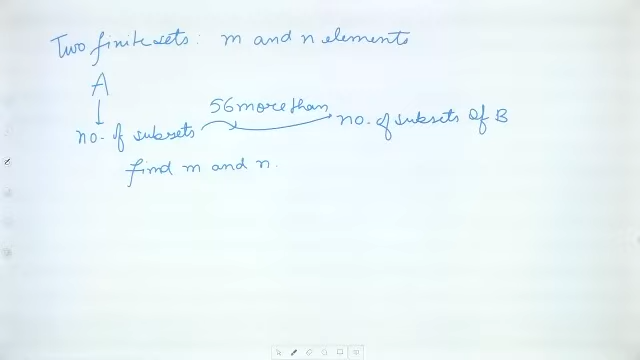 Two finite sets: m and n elements
A
56 more than
no. of subsets no. of subsets of B
find m and n.